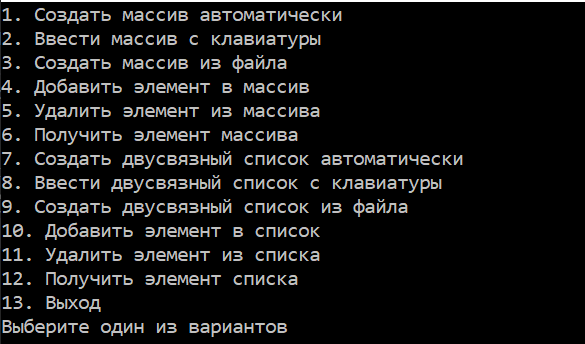 1. Создать массив автоматически
2. Ввести массив с клавиатуры
3. Создать массив из файла
4. Добавить элемент в массив
5. Удалить элемент из массива
6. Получить элемент массива
7. Создать двусвязный список автоматически
8. Ввести двусвязный список с клавиатуры
9. Создать двусвязный список из файла
10. Добавить элемент в список
11. Удалить элемент из списка
12. Получить элемент списка
13. Выход
Выберите один из вариантов